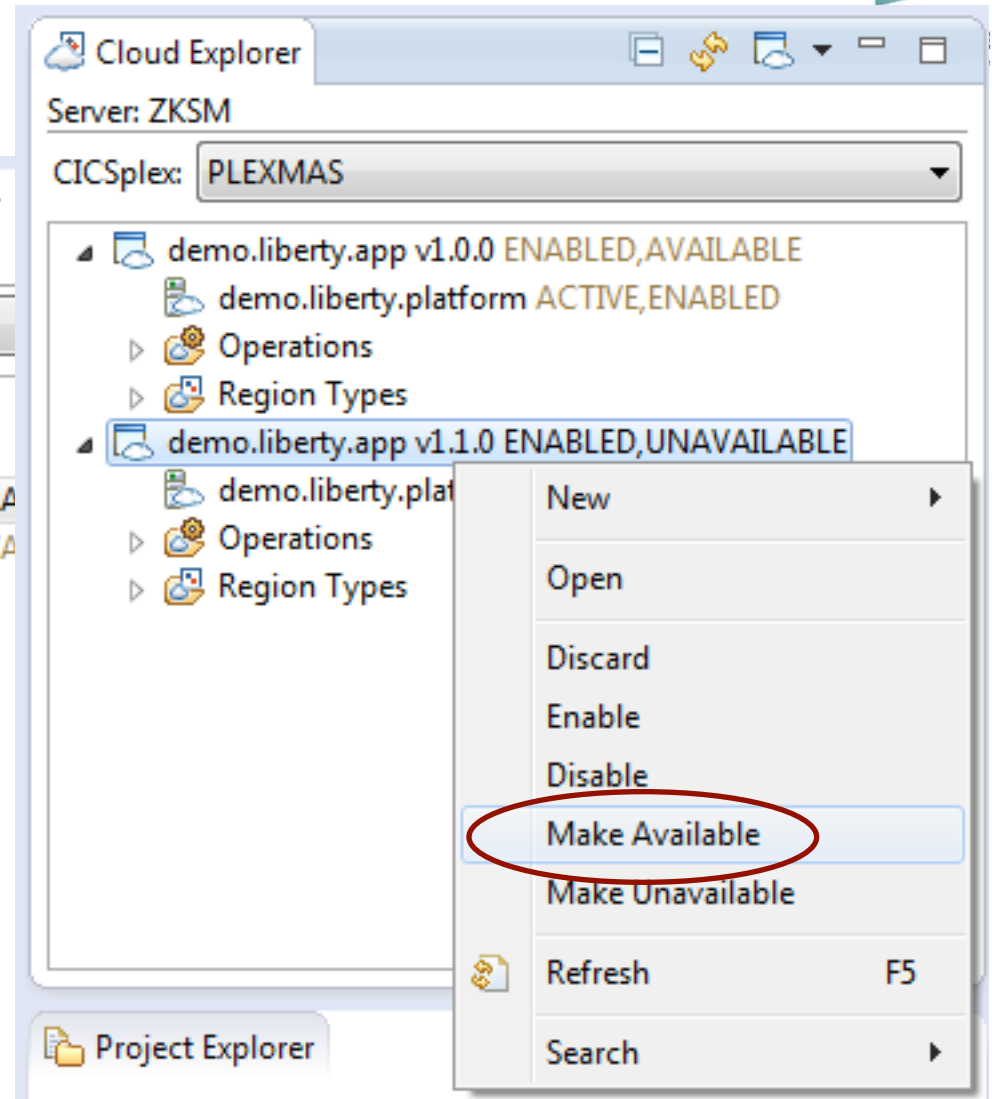 Cloud Explorer
Server: ZKSM
CICSplex: PLEXMAS
demo.liberty.app v1.0.0 ENABLED,AVAILABLE
demo.liberty.platform ACTIVE,ENABLED
Operations
Region Types
demo.liberty.app v1.1.0 ENABLED,UNAVAILABLE
demo.liberty.plat
Operations
Region Types
New
Open
Discard
Enable
Disable
Make Available
Make Unavailable
Refresh F5
Search
Project Explorer